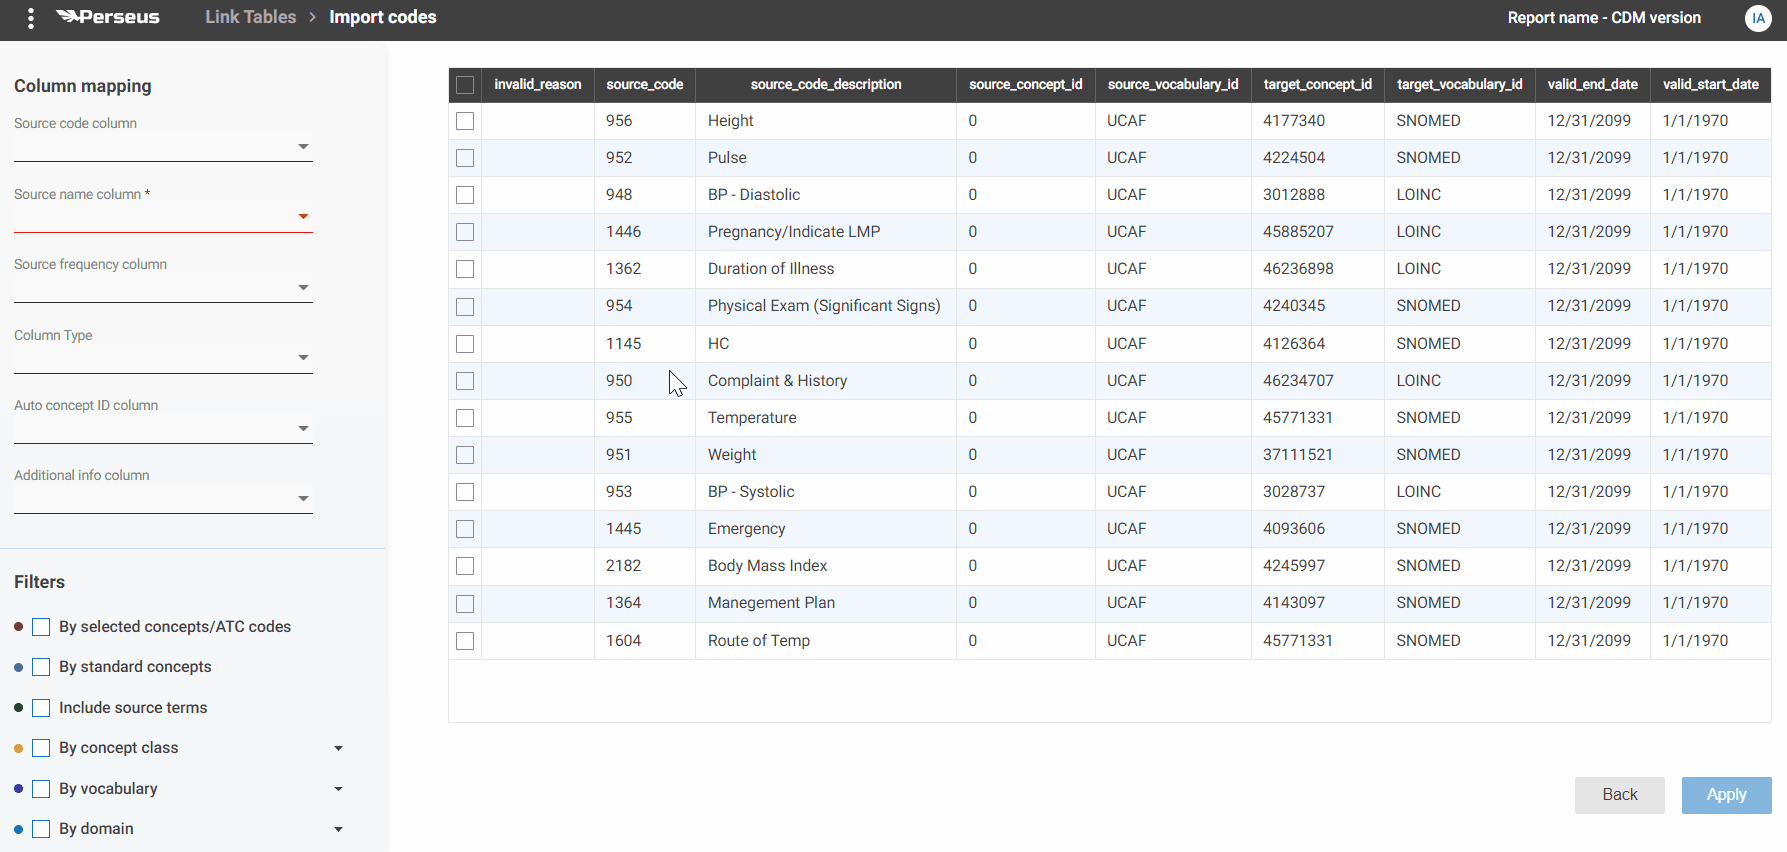 Perseus Link Tables > Import codes Report name - CDM version IA
Column mapping
Source code column
Source name column *
Source frequency column
Column Type
Auto concept ID column
Additional info column
Filters
By selected concepts/ATC codes
By standard concepts
Include source terms
By concept class
By vocabulary
By domain
invalid_reason source_code source_code_description source_concept_id source_vocabulary_id target_concept_id target_vocabulary_id valid_end_date valid_start_date
956 Height 0 UCAF 4177340 SNOMED 12/31/2099 1/1/1970
952 Pulse 0 UCAF 4224504 SNOMED 12/31/2099 1/1/1970
948 BP - Diastolic 0 UCAF 3012888 LOINC 12/31/2099 1/1/1970
1446 Pregnancy/Indicate LMP 0 UCAF 45885207 LOINC 12/31/2099 1/1/1970
1362 Duration of Illness 0 UCAF 46236898 LOINC 12/31/2099 1/1/1970
954 Physical Exam (Significant Signs) 0 UCAF 4240345 SNOMED 12/31/2099 1/1/1970
1145 HC 0 UCAF 4126364 SNOMED 12/31/2099 1/1/1970
950 Complaint & History 0 UCAF 46234707 LOINC 12/31/2099 1/1/1970
955 Temperature 0 UCAF 45771331 SNOMED 12/31/2099 1/1/1970
951 Weight 0 UCAF 37111521 SNOMED 12/31/2099 1/1/1970
953 BP - Systolic 0 UCAF 3028737 LOINC 12/31/2099 1/1/1970
1445 Emergency 0 UCAF 4093606 SNOMED 12/31/2099 1/1/1970
2182 Body Mass Index 0 UCAF 4245997 SNOMED 12/31/2099 1/1/1970
1364 Manegement Plan 0 UCAF 4143097 SNOMED 12/31/2099 1/1/1970
1604 Route of Temp 0 UCAF 45771331 SNOMED 12/31/2099 1/1/1970
Back Apply